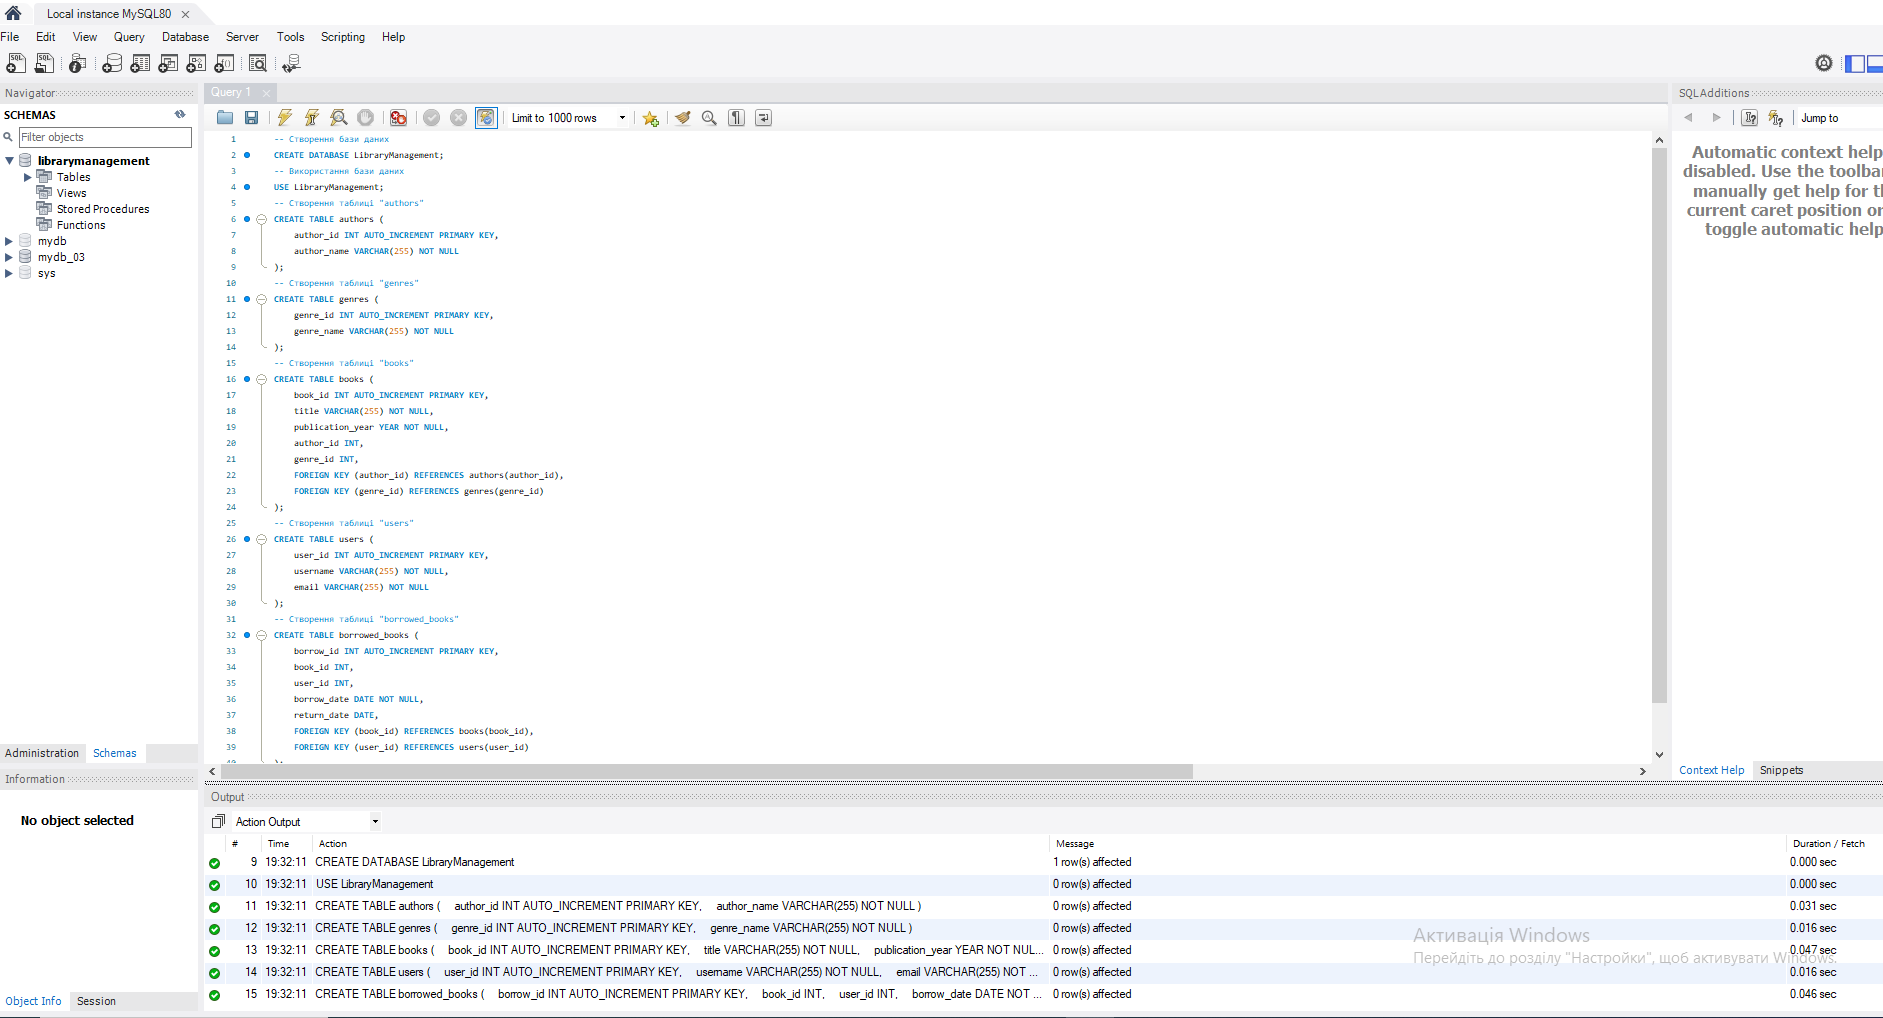 Local instance MySQL80
File Edit View Query Database Server Tools Scripting Help
Navigator
SCHEMAS
Filter objects
librarymanagement
Tables
Views
Stored Procedures
Functions
mydb
mydb_03
sys
Administration Schemas
Information
No object selected
Object Info Session
Query 1
Limit to 1000 rows
1 -- Створення бази даних
2 CREATE DATABASE LibraryManagement;
3 -- Використання бази даних
4 USE LibraryManagement;
5 -- Створення таблиці "authors"
6 CREATE TABLE authors (
7 author_id INT AUTO_INCREMENT PRIMARY KEY,
8 author_name VARCHAR(255) NOT NULL
9 );
10 -- Створення таблиці "genres"
11 CREATE TABLE genres (
12 genre_id INT AUTO_INCREMENT PRIMARY KEY,
13 genre_name VARCHAR(255) NOT NULL
14 );
15 -- Створення таблиці "books"
16 CREATE TABLE books (
17 book_id INT AUTO_INCREMENT PRIMARY KEY,
18 title VARCHAR(255) NOT NULL,
19 publication_year YEAR NOT NULL,
20 author_id INT,
21 genre_id INT,
22 FOREIGN KEY (author_id) REFERENCES authors(author_id),
23 FOREIGN KEY (genre_id) REFERENCES genres(genre_id)
24 );
25 -- Створення таблиці "users"
26 CREATE TABLE users (
27 user_id INT AUTO_INCREMENT PRIMARY KEY,
28 username VARCHAR(255) NOT NULL,
29 email VARCHAR(255) NOT NULL
30 );
31 -- Створення таблиці "borrowed_books"
32 CREATE TABLE borrowed_books (
33 borrow_id INT AUTO_INCREMENT PRIMARY KEY,
34 book_id INT,
35 user_id INT,
36 borrow_date DATE NOT NULL,
37 return_date DATE,
38 FOREIGN KEY (book_id) REFERENCES books(book_id),
39 FOREIGN KEY (user_id) REFERENCES users(user_id)
SQLAdditions
Jump to
Automatic context help
disabled. Use the toolba
manually get help for t
current caret position o
toggle automatic help
Context Help Snippets
Output
Action Output
# Time Action Message Duration / Fetch
9 19:32:11 CREATE DATABASE LibraryManagement 1 row(s) affected 0.000 sec
10 19:32:11 USE LibraryManagement 0 row(s) affected 0.000 sec
11 19:32:11 CREATE TABLE authors ( author_id INT AUTO_INCREMENT PRIMARY KEY, author_name VARCHAR(255) NOT NULL ) 0 row(s) affected 0.031 sec
12 19:32:11 CREATE TABLE genres ( genre_id INT AUTO_INCREMENT PRIMARY KEY, genre_name VARCHAR(255) NOT NULL ) 0 row(s) affected 0.016 sec
13 19:32:11 CREATE TABLE books ( book_id INT AUTO_INCREMENT PRIMARY KEY, title VARCHAR(255) NOT NULL, publication_year YEAR NOT NUL... 0 row(s) affected 0.047 sec
14 19:32:11 CREATE TABLE users ( user_id INT AUTO_INCREMENT PRIMARY KEY, username VARCHAR(255) NOT NULL, email VARCHAR(255) NOT ... 0 row(s) affected 0.016 sec
15 19:32:11 CREATE TABLE borrowed_books ( borrow_id INT AUTO_INCREMENT PRIMARY KEY, book_id INT, user_id INT, borrow_date DATE NOT ... 0 row(s) affected 0.046 sec
Активація Windows
Перейдіть до розділу "Настройки", щоб активувати Windows.